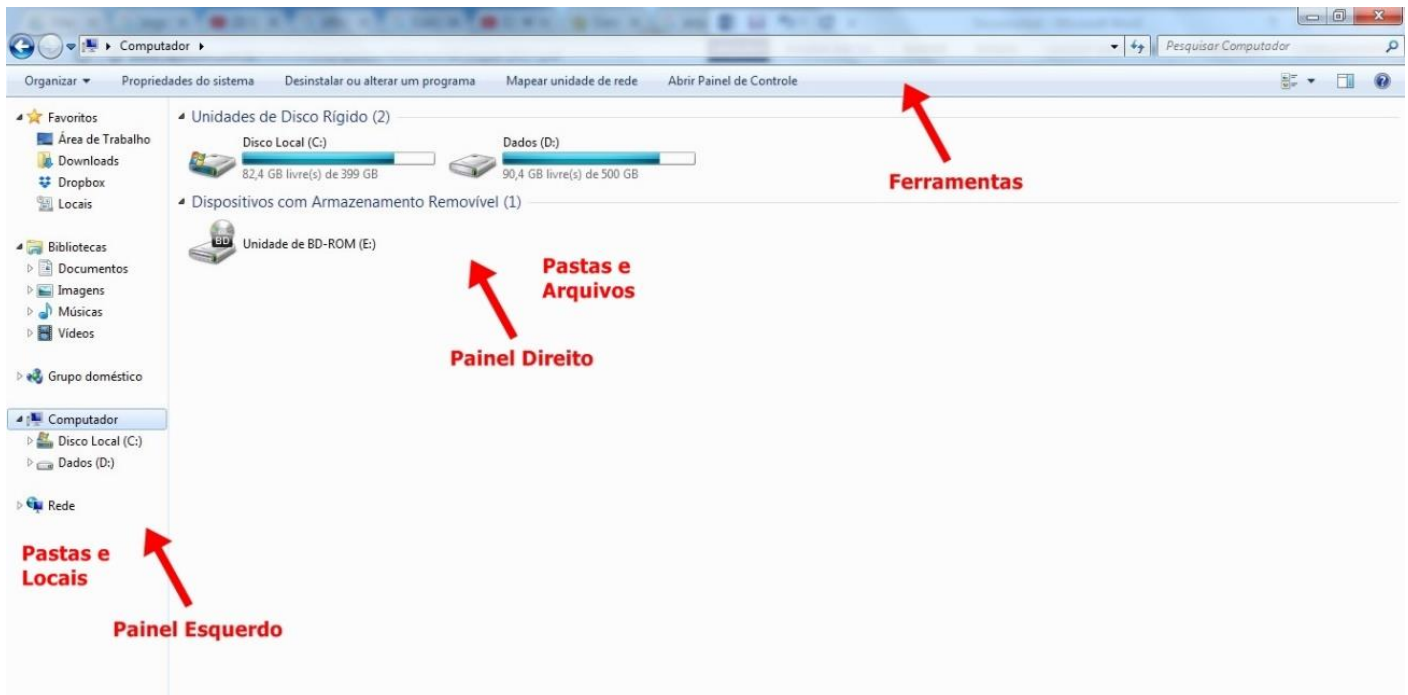 Computador
Pesquisar Computador
Organizar
Propriedades do sistema
Desinstalar ou alterar um programa
Mapear unidade de rede
Abrir Painel de Controle
Favoritos
Área de Trabalho
Downloads
Dropbox
Locais
Bibliotecas
Documentos
Imagens
Músicas
Vídeos
Grupo doméstico
Computador
Disco Local (C:)
Dados (D:)
Rede
Pastas e
Locais
Painel Esquerdo
Unidades de Disco Rígido (2)
Disco Local (C:)
82,4 GB livre(s) de 399 GB
Dados (D:)
90,4 GB livre(s) de 500 GB
Dispositivos com Armazenamento Removível (1)
BD
Unidade de BD-ROM (E:)
Pastas e
Arquivos
Painel Direito
Ferramentas